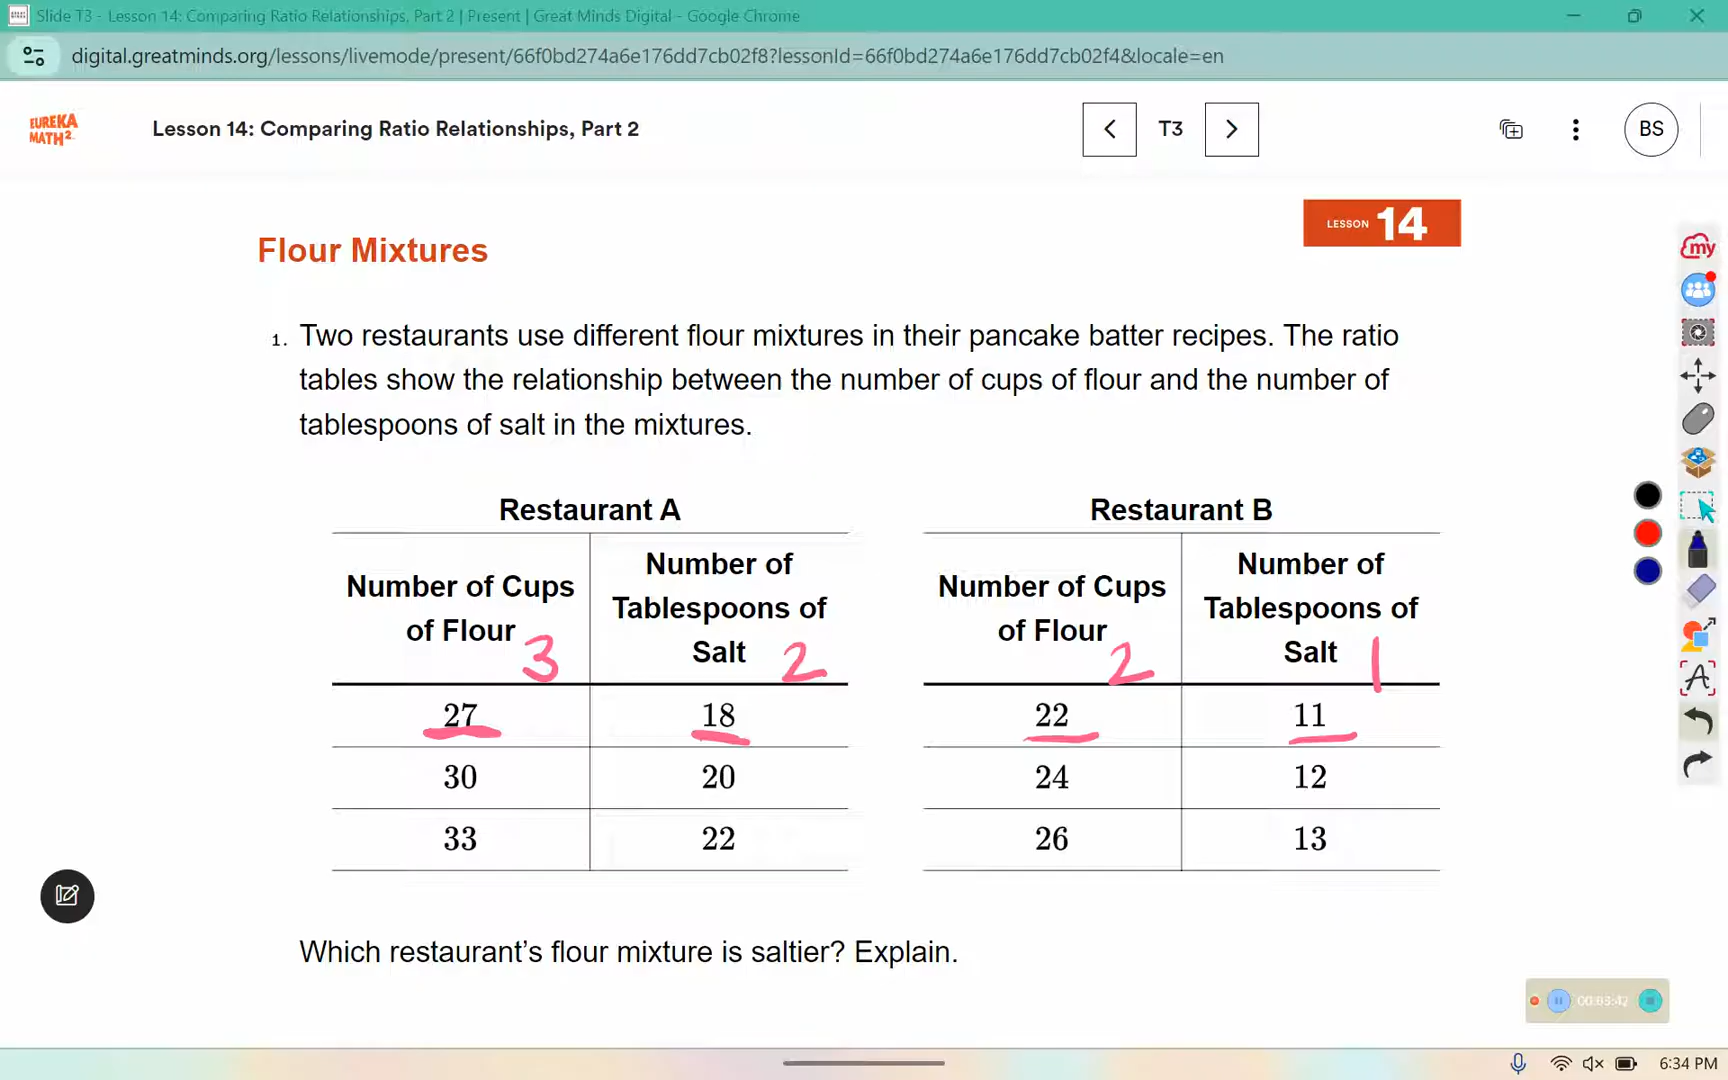 Slide T3 - Lesson 14: Comparing Ratio Relationships, Part 2 | Present | Great Minds Digital - Google Chrome
digital.greatminds.org/lessons/livemode/present/66f0bd274a6e176dd7cb02f8?lessonId=66f0bd274a6e176dd7cb02f4&locale=en
EUREKA
MATH²
Lesson 14: Comparing Ratio Relationships, Part 2
T3
BS
LESSON 14
my
Flour Mixtures
1. Two restaurants use different flour mixtures in their pancake batter recipes. The ratio
tables show the relationship between the number of cups of flour and the number of
tablespoons of salt in the mixtures.
Restaurant A
Number of Cups
of Flour 3
Number of
Tablespoons of
Salt 2
27 18
30 20
33 22
Restaurant B
Number of Cups
of Flour 2
Number of
Tablespoons of
Salt 1
22 11
24 12
26 13
A
Which restaurant's flour mixture is saltier? Explain.
00:03:42
6:34 PM